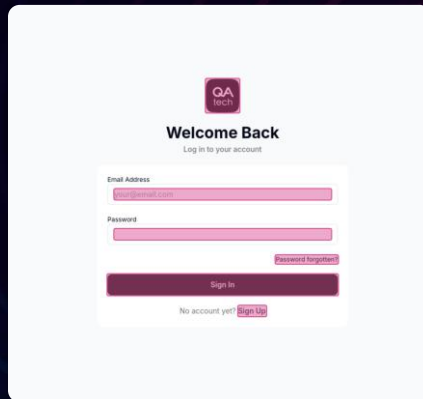 QA
tech
Welcome Back
Log in to your account
Email Address
your@email.com
Password
Password forgotten?
Sign In
No account yet? Sign Up